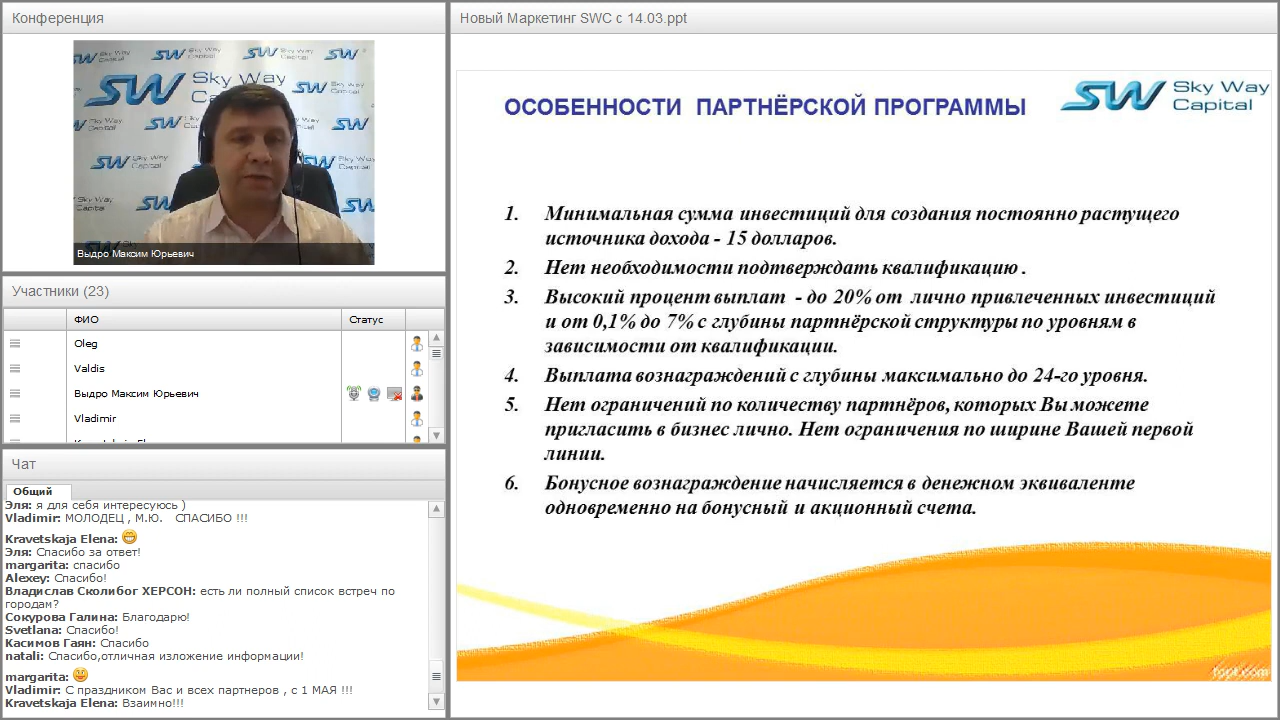 Конференция
SW Sky Way
Capital
Выдро Максим Юрьевич
Участники (23)
ФИО
Статус
Oleg
Valdis
Выдро Максим Юрьевич
Vladimir
Чат
Общий
Эля: я для себя интересуюсь )
Vladimir: МОЛОДЕЦ , М.Ю. СПАСИБО !!!
Kravetskaja Elena:
Эля: Спасибо за ответ!
margarita: спасибо
Alexey: Спасибо!
Владислав Сколибог ХЕРСОН: есть ли полный список встреч по
городам?
Сокурова Галина: Благодарю!
Svetlana: Спасибо!
Касимов Гаян: Спасибо
natali: Спасибо,отличная изложение информации!
margarita:
Vladimir: С праздником Вас и всех партнеров , с 1 МАЯ !!!
Kravetskaja Elena: Взаимно!!!
Новый Маркетинг SWC с 14.03.ppt
ОСОБЕННОСТИ ПАРТНЁРСКОЙ ПРОГРАММЫ
SW Sky Way
Capital
1. Минимальная сумма инвестиций для создания постоянно растущего
источника дохода - 15 долларов.
2. Нет необходимости подтверждать квалификацию .
3. Высокий процент выплат - до 20% от лично привлеченных инвестиций
и от 0,1% до 7% с глубины партнёрской структуры по уровням в
зависимости от квалификации.
4. Выплата вознаграждений с глубины максимально до 24-го уровня.
5. Нет ограничений по количеству партнёров, которых Вы можете
пригласить в бизнес лично. Нет ограничения по ширине Вашей первой
линии.
6. Бонусное вознаграждение начисляется в денежном эквиваленте
одновременно на бонусный и акционный счета.
fppt.com